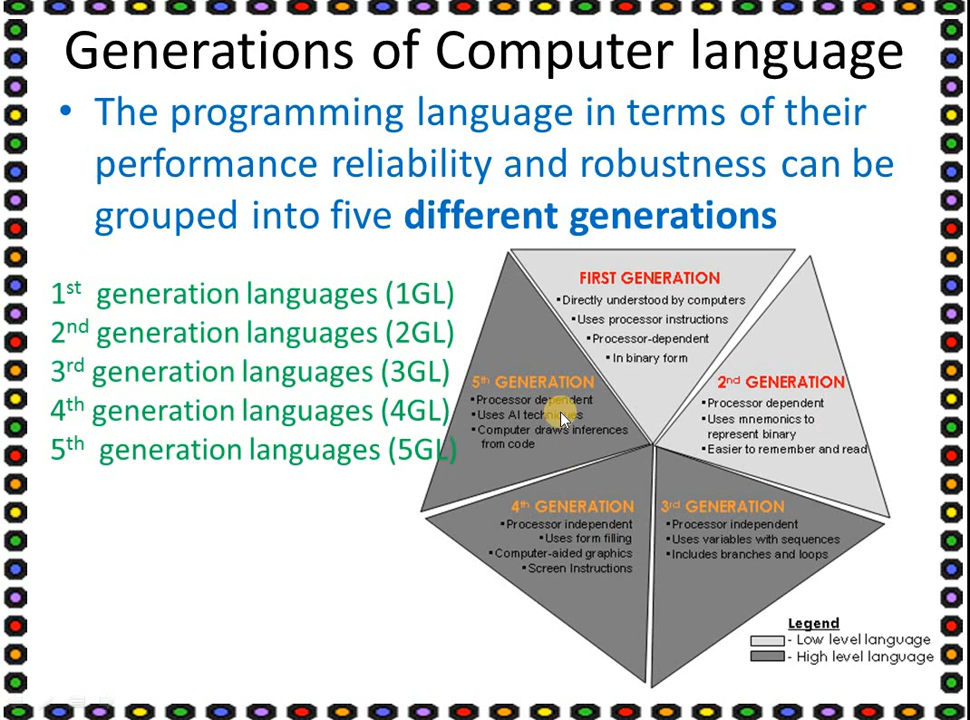 Generations of Computer language
• The programming language in terms of their
performance reliability and robustness can be
grouped into five different generations
1st generation languages (1GL)
2nd generation languages (2GL)
3rd generation languages (3GL)
4th generation languages (4GL)
5th generation languages (5GL)
FIRST GENERATION
▪Directly understood by computers
▪Uses processor instructions
▪Processor-dependent
▪In binary form
2nd GENERATION
▪Processor dependent
▪Uses mnemonics to
represent binary
▪Easier to remember and read
5th GENERATION
▪Processor dependent
▪Uses AI techniques
▪Computer draws inferences
from code
4th GENERATION
▪Processor independent
▪Uses form filling
▪Computer-aided graphics
▪Screen Instructions
3rd GENERATION
▪Processor independent
▪Uses variables with sequences
▪Includes branches and loops
Legend
- Low level language
- High level language